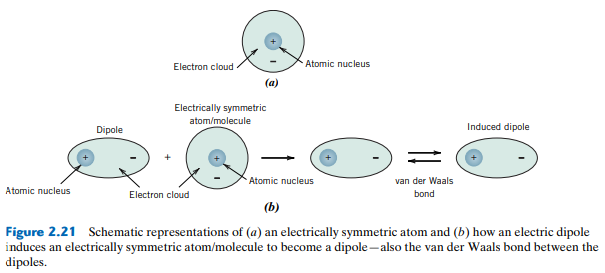 +
Electron cloud
-
Atomic nucleus
(a)
Electrically symmetric
atom/molecule
Dipole
Induced dipole
+ - + + - + - + -
Atomic nucleus
Electron cloud
Atomic nucleus
van der Waals
bond
(b)
Figure 2.21 Schematic representations of (a) an electrically symmetric atom and (b) how an electric dipole
induces an electrically symmetric atom/molecule to become a dipole—also the van der Waals bond between the
dipoles.